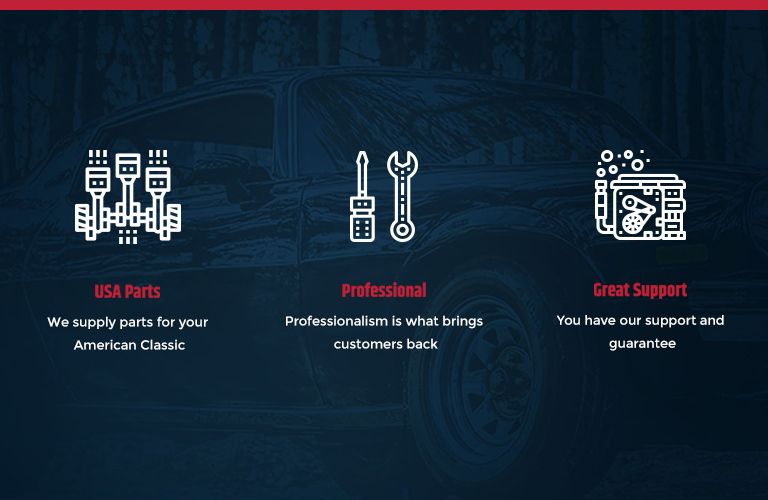 USA Parts
We supply parts for your
American Classic
Professional
Professionalism is what brings
customers back
Great Support
You have our support and
guarantee